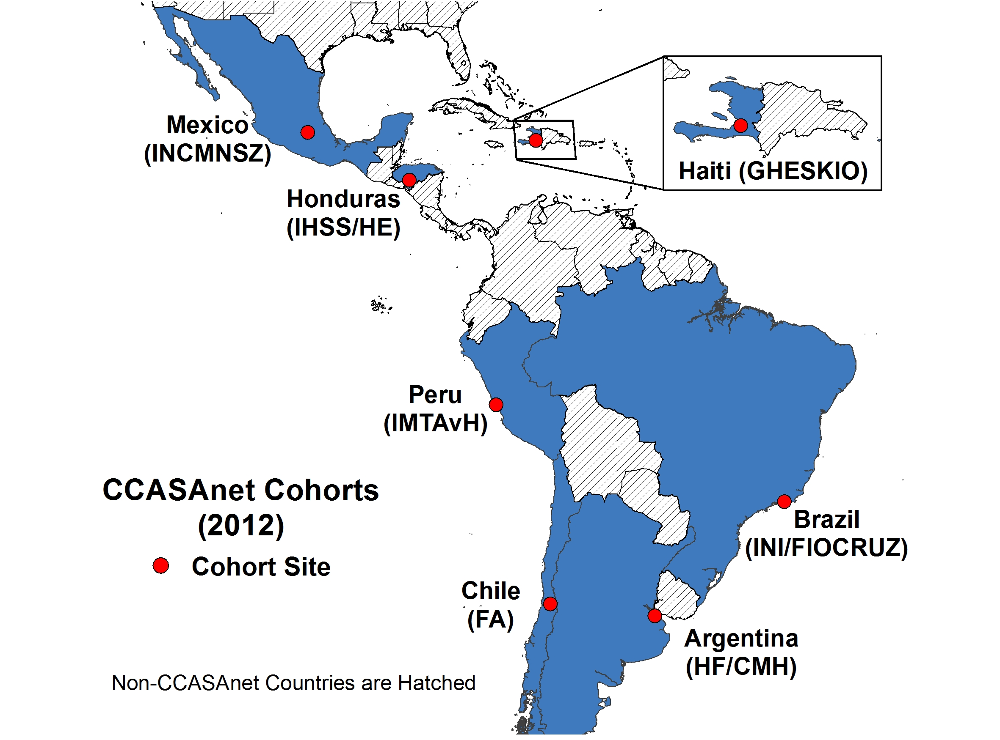 Mexico
(INCMNSZ)
Haiti (GHESKIO)
Honduras
(IHSS/HE)
Peru
(IMTAvH)
CCASAnet Cohorts
(2012)
Cohort Site
Brazil
(INI/FIOCRUZ)
Chile
(FA)
Argentina
(HF/CMH)
Non-CCASAnet Countries are Hatched